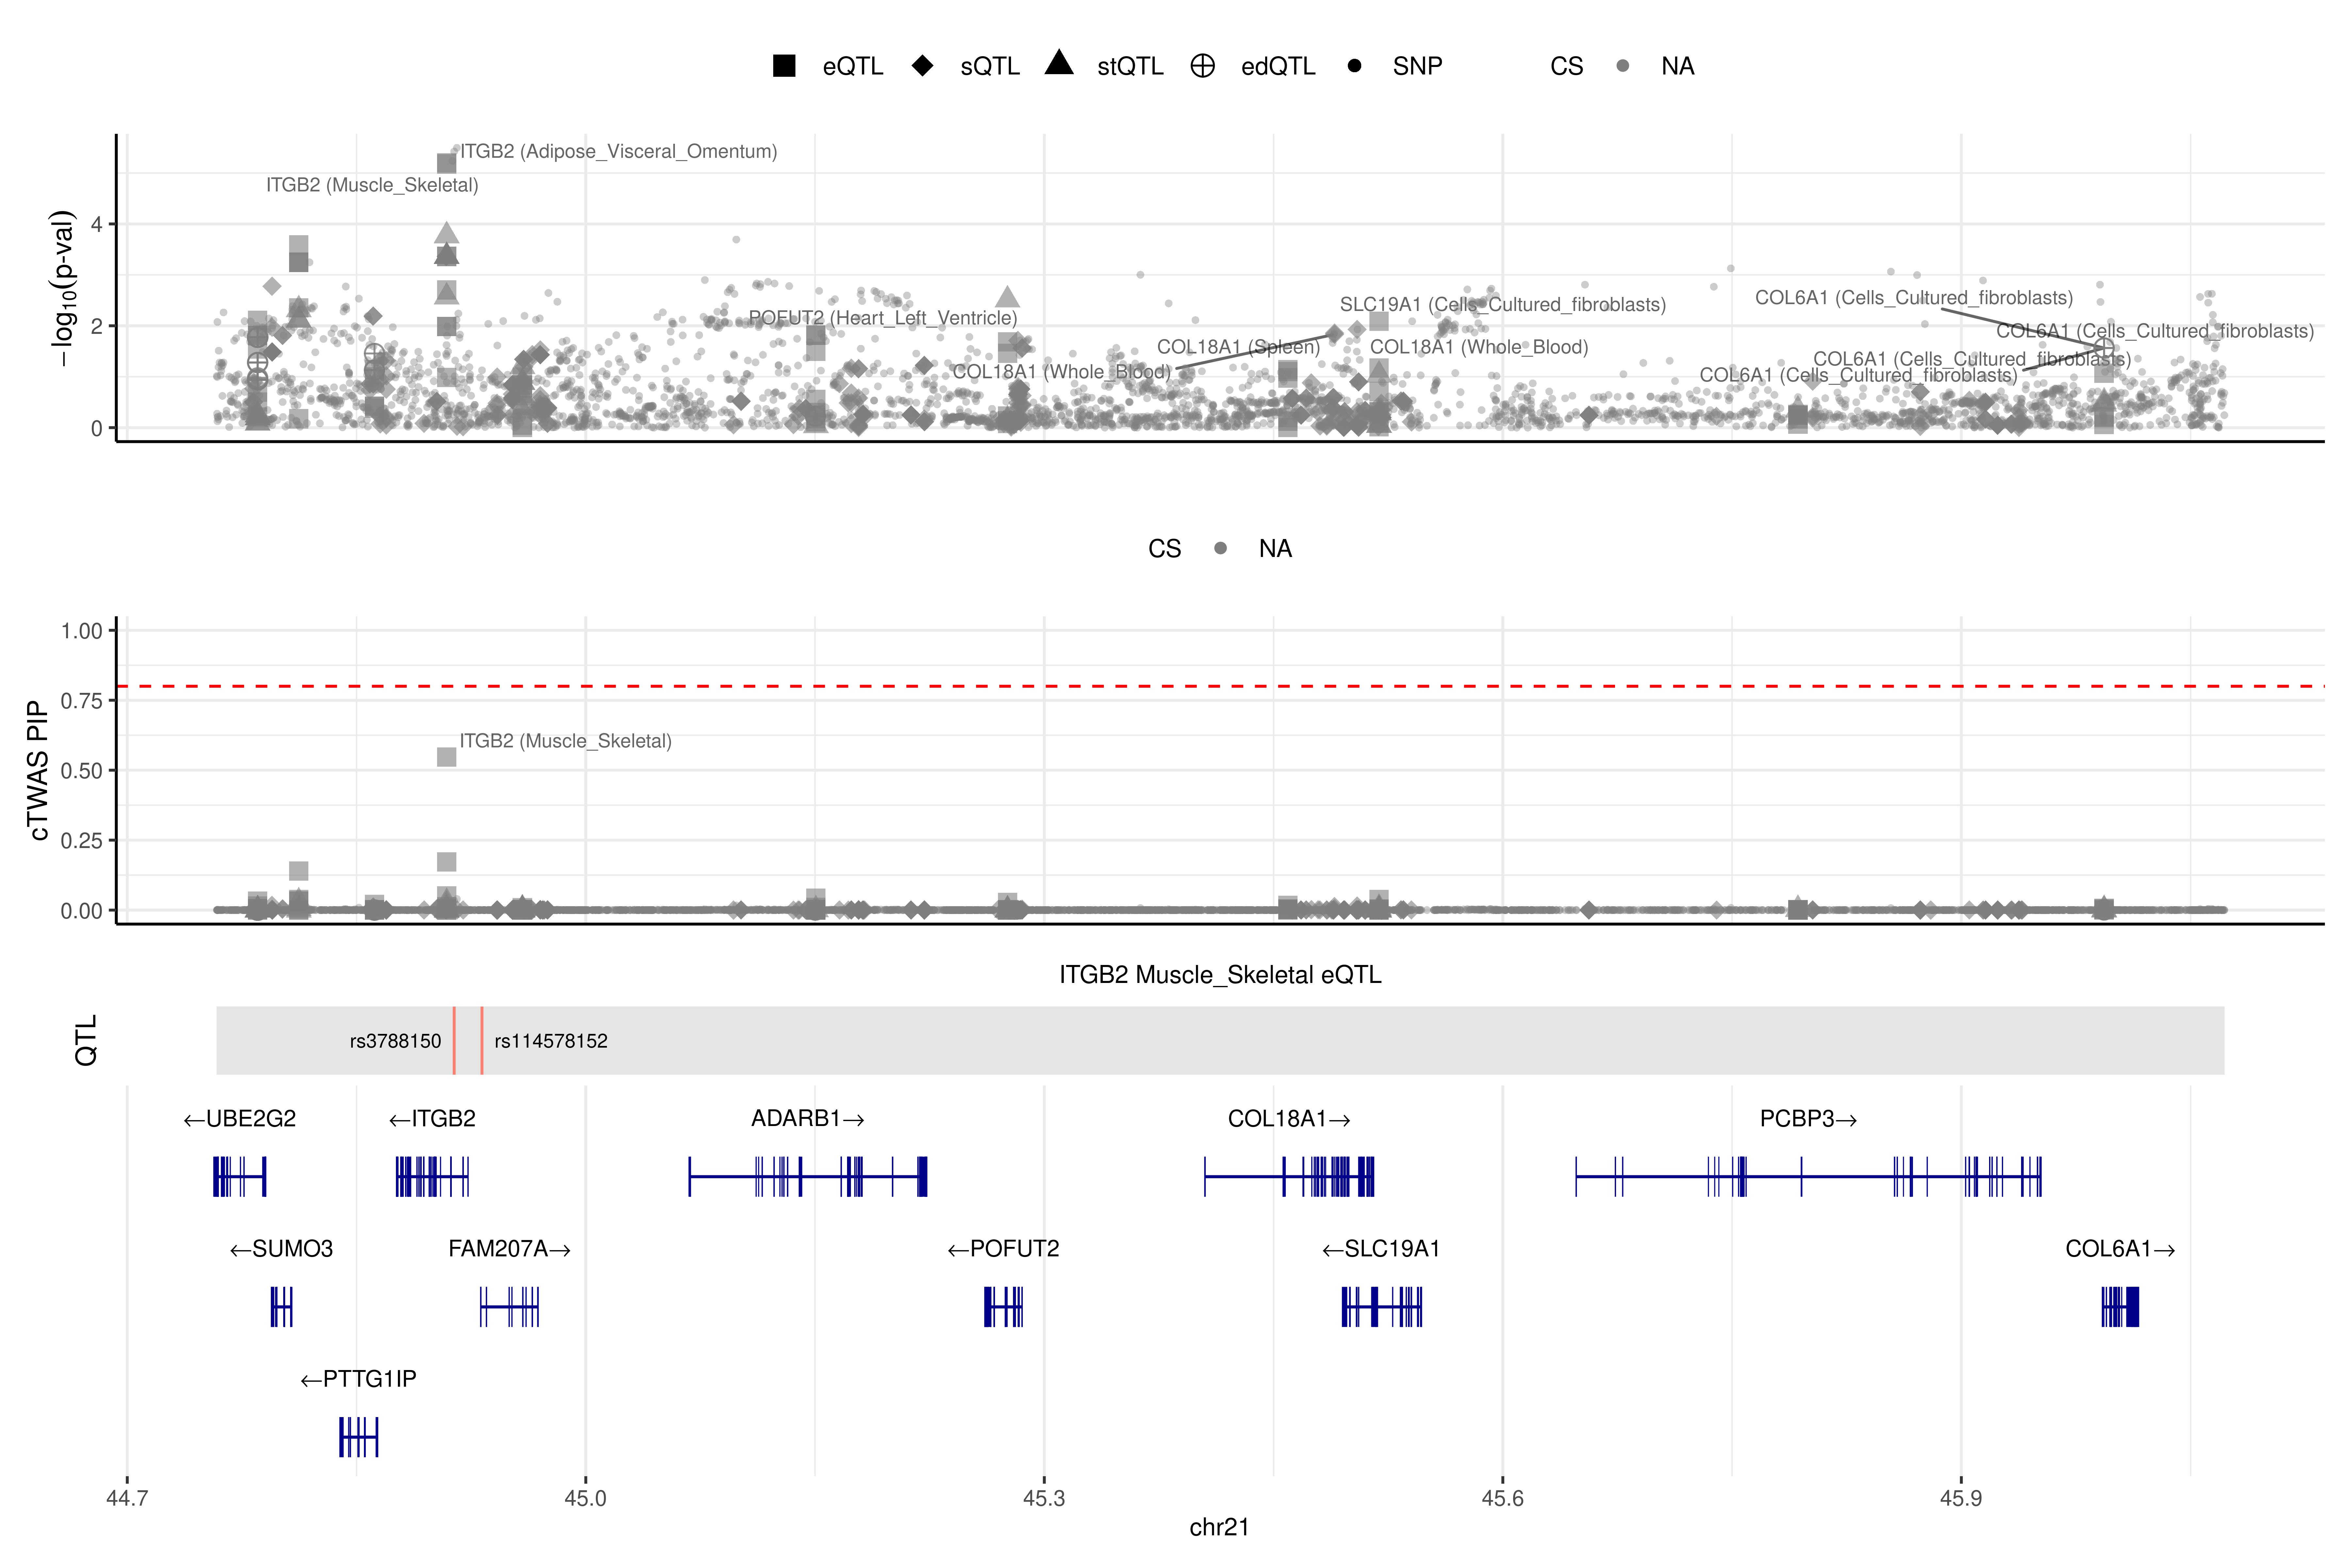 eQTL sQTL stQTL edQTL SNP CS NA
ITGB2 (Adipose_Visceral_Omentum)
ITGB2 (Muscle_Skeletal)
−log10(p-val)
4
2
0
COL6A1 (Cells_Cultured_fibroblasts)
SLC19A1 (Cells_Cultured_fibroblasts)
POFUT2 (Heart_Left_Ventricle)
COL6A1 (Cells_Cultured_fibroblasts)
COL18A1 (Spleen)
COL18A1 (Whole_Blood)
COL6A1 (Cells_Cultured_fibroblasts)
COL18A1 (Whole_Blood)
COL6A1 (Cells_Cultured_fibroblasts)
CS NA
cTWAS PIP
1.00
0.75
0.50
0.25
0.00
ITGB2 (Muscle_Skeletal)
ITGB2 Muscle_Skeletal eQTL
QTL
rs3788150 rs114578152
←UBE2G2 ←ITGB2 ADARB1→ COL18A1→ PCBP3→
←SUMO3 FAM207A→ ←POFUT2 ←SLC19A1 COL6A1→
←PTTG1IP
44.7 45.0 45.3 45.6 45.9
chr21